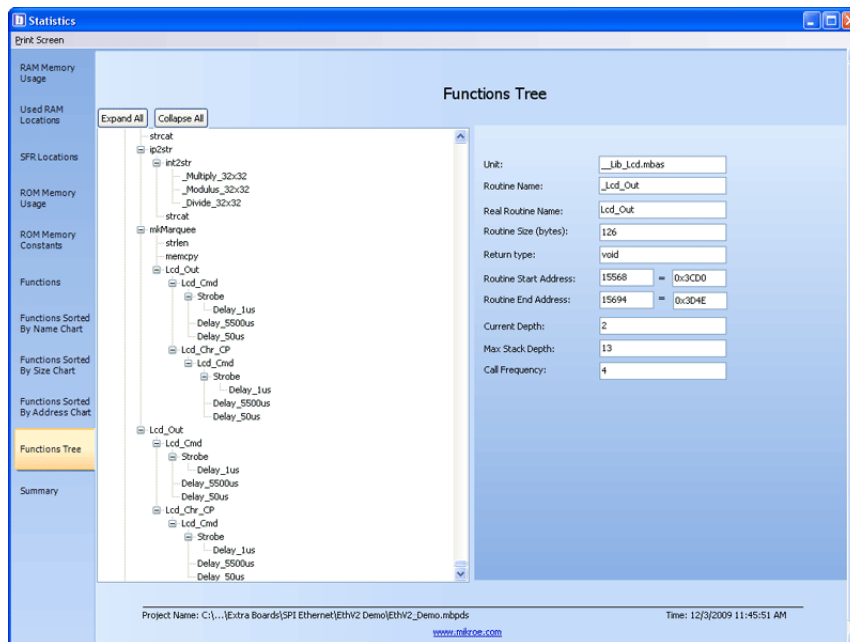 Statistics
Print Screen
RAM Memory
Usage
Used RAM
Locations
SFR Locations
ROM Memory
Usage
ROM Memory
Constants
Functions
Functions Sorted
By Name Chart
Functions Sorted
By Size Chart
Functions Sorted
By Address Chart
Functions Tree
Summary
Functions Tree
Expand All Collapse All
strcat
ip2str
int2str
_Multiply_32x32
_Modulus_32x32
_Divide_32x32
strcat
mkMarquee
strlen
memcpy
Lcd_Out
Lcd_Cmd
Strobe
Delay_1us
Delay_5500us
Delay_50us
Lcd_Chr_CP
Lcd_Cmd
Strobe
Delay_1us
Delay_5500us
Delay_50us
Lcd_Out
Lcd_Cmd
Strobe
Delay_1us
Delay_5500us
Delay_50us
Lcd_Chr_CP
Lcd_Cmd
Strobe
Delay_1us
Delay_5500us
Delay_50us
Unit: __Lib_Lcd.mbas
Routine Name: _Lcd_Out
Real Routine Name: Lcd_Out
Routine Size (bytes): 126
Return type: void
Routine Start Address: 15568 = 0x3CD0
Routine End Address: 15694 = 0x3D4E
Current Depth: 2
Max Stack Depth: 13
Call Frequency: 4
Project Name: C:\...\Extra Boards\SPI Ethernet\EthV2 Demo\EthV2_Demo.mbpds Time: 12/3/2009 11:45:51 AM
www.mikroe.com